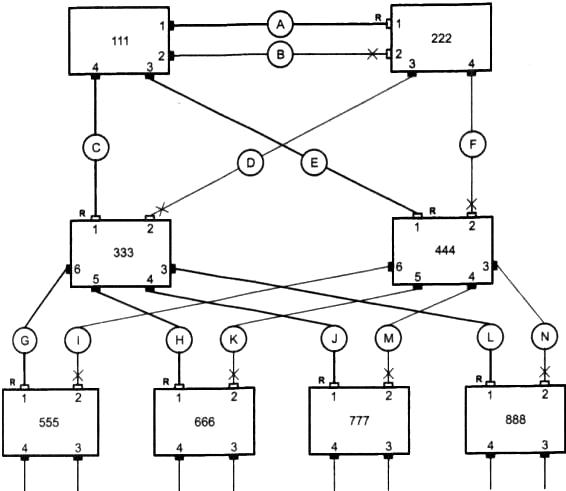 1 A R 1
111 222
2 B 2
4 3 3 4
C D E F
R R
1 2 1 2
333 444
6 3 6 3
5 4 5 4
G I H K J M L N
R R R R
1 2 1 2 1 2 1 2
555 666 777 888
4 3 4 3 4 3 4 3